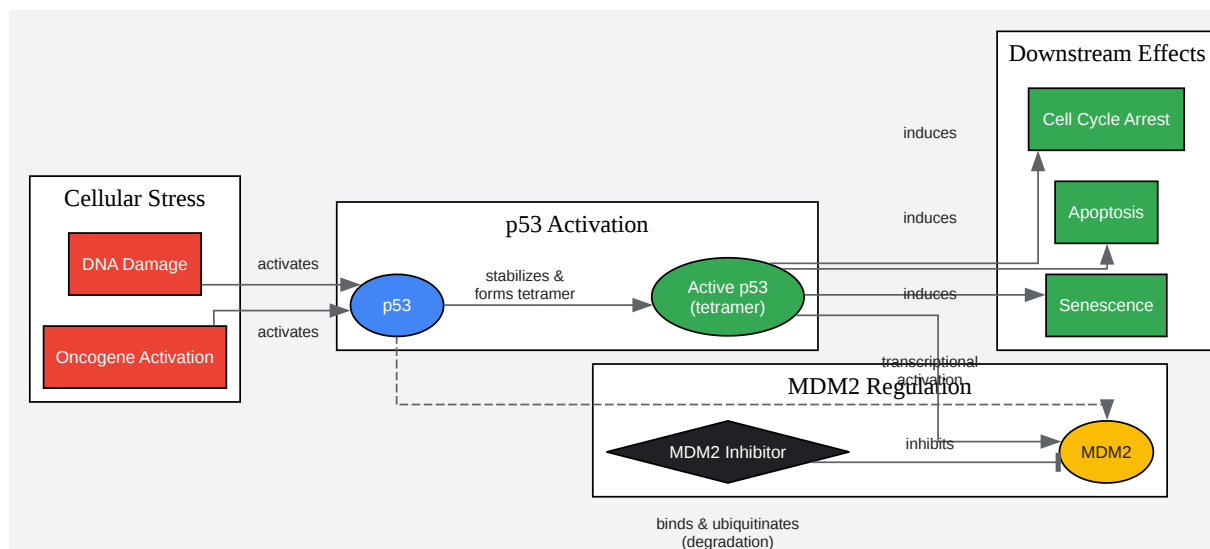 Downstream Effects
Cell Cycle Arrest
induces
Apoptosis
induces
Senescence
induces
Cellular Stress
DNA Damage
activates
Oncogene Activation
activates
p53 Activation
p53
stabilizes &
forms tetramer
Active p53
(tetramer)
transcriptional
activation
MDM2 Regulation
MDM2 Inhibitor
inhibits
MDM2
binds & ubiquitinates
(degradation)